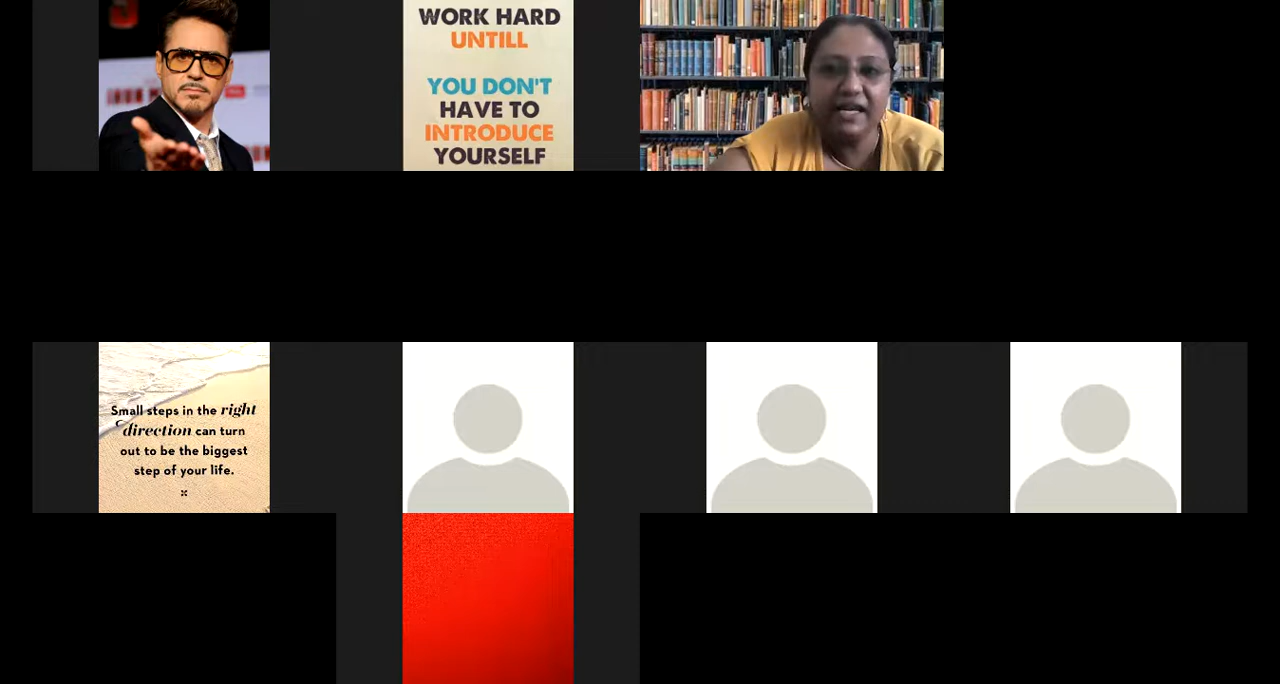 WORK HARD
UNTILL
YOU DON'T
HAVE TO
INTRODUCE
YOURSELF
Small steps in the right
direction can turn
out to be the biggest
step of your life.